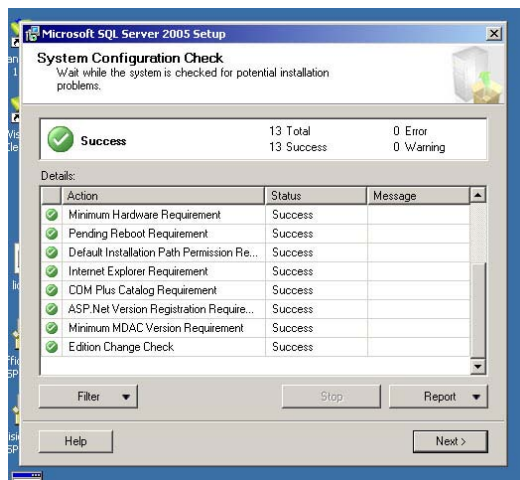 Microsoft SQL Server 2005 Setup
System Configuration Check
Wait while the system is checked for potential installation
problems.
Success
13 Total
0 Error
13 Success
0 Warning
Details:
Action Status Message
Minimum Hardware Requirement Success
Pending Reboot Requirement Success
Default Installation Path Permission Re... Success
Internet Explorer Requirement Success
COM Plus Catalog Requirement Success
ASP.Net Version Registration Require... Success
Minimum MDAC Version Requirement Success
Edition Change Check Success
Filter Stop Report
Help Next >